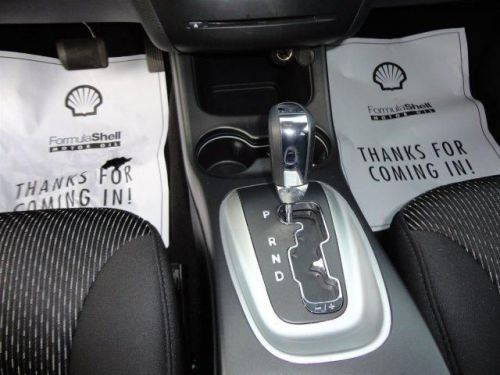 FormulaShell
MOTOR OIL
THANKS FOR
COMING IN!
FormulaShell
MOTOR OIL
THANKS FOR
COMING IN!
P
R
N
D
- / +